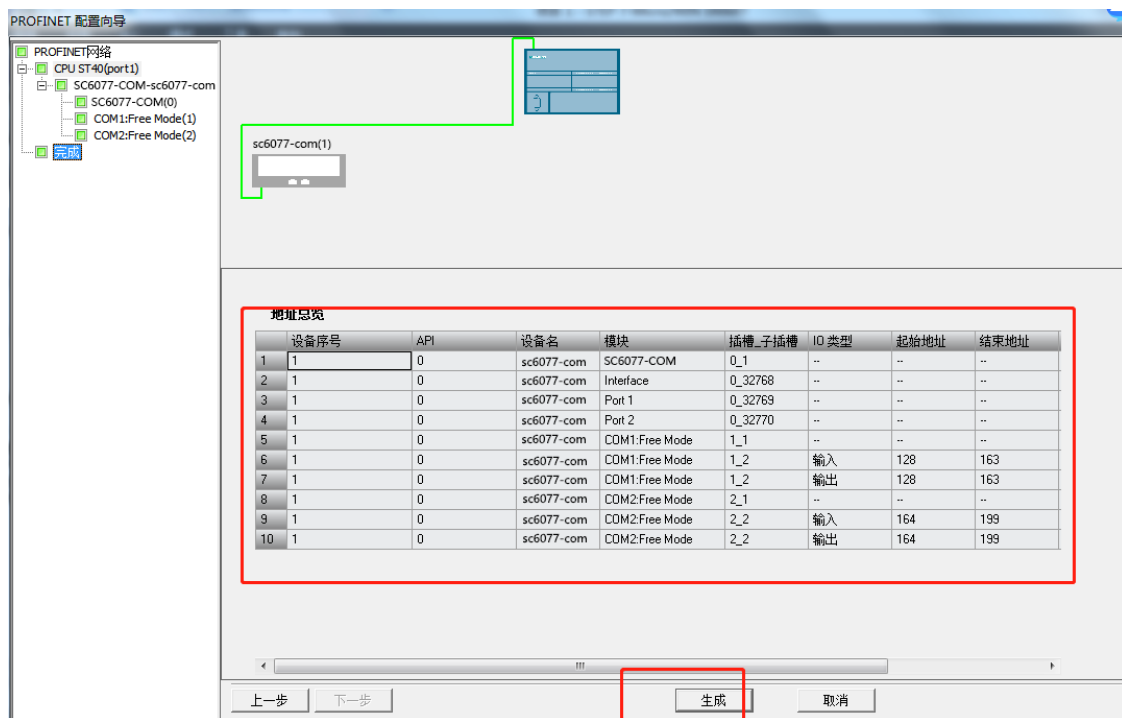 PROFINET 配置向导
PROFINET网络
CPU ST40(port1)
SC6077-COM-sc6077-com
SC6077-COM(0)
COM1:Free Mode(1)
COM2:Free Mode(2)
完成
sc6077-com(1)
地址总览
设备序号 API 设备名 模块 插槽_子插槽 IO 类型 起始地址 结束地址
1 1 0 sc6077-com SC6077-COM 0_1 -- -- --
2 1 0 sc6077-com Interface 0_32768 -- -- --
3 1 0 sc6077-com Port 1 0_32769 -- -- --
4 1 0 sc6077-com Port 2 0_32770 -- -- --
5 1 0 sc6077-com COM1:Free Mode 1_1 -- -- --
6 1 0 sc6077-com COM1:Free Mode 1_2 输入 128 163
7 1 0 sc6077-com COM1:Free Mode 1_2 输出 128 163
8 1 0 sc6077-com COM2:Free Mode 2_1 -- -- --
9 1 0 sc6077-com COM2:Free Mode 2_2 输入 164 199
10 1 0 sc6077-com COM2:Free Mode 2_2 输出 164 199
上一步 下一步 生成 取消